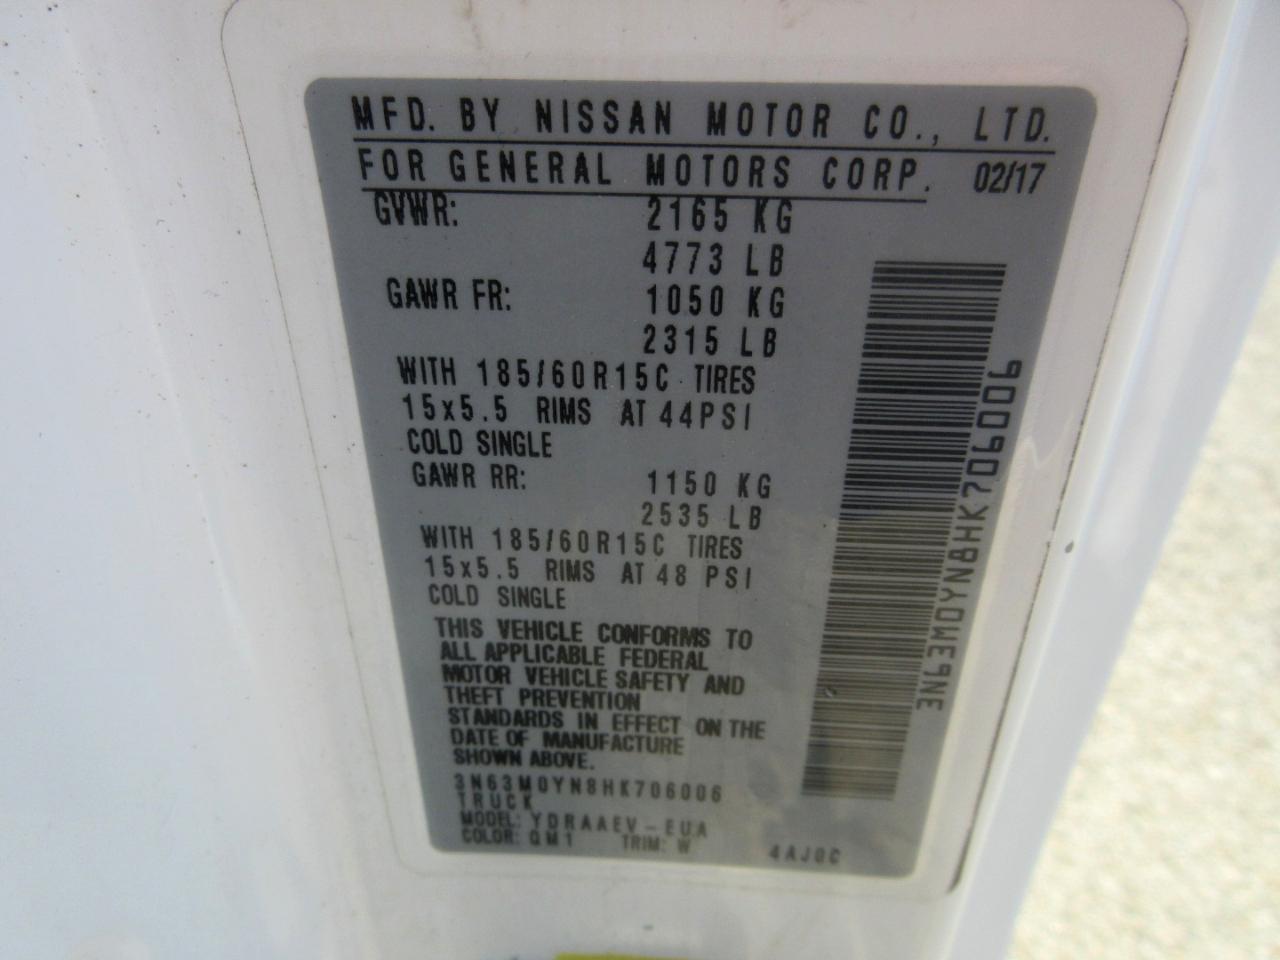 MFD. BY NISSAN MOTOR CO., LTD.
FOR GENERAL MOTORS CORP. 02/17
GVWR: 2165 KG
4773 LB
GAWR FR: 1050 KG
2315 LB
WITH 185/60R15C TIRES
15x5.5 RIMS AT 44PSI
COLD SINGLE
GAWR RR: 1150 KG
2535 LB
WITH 185/60R15C TIRES
15x5.5 RIMS AT 48 PSI
COLD SINGLE
THIS VEHICLE CONFORMS TO
ALL APPLICABLE FEDERAL
MOTOR VEHICLE SAFETY AND
THEFT PREVENTION
STANDARDS IN EFFECT ON THE
DATE OF MANUFACTURE
SHOWN ABOVE.
3N63M0YN8HK706006
TRUCK
MODEL: YDRAAEV-EUA
COLOR: QM1 TRIM: W 4AJ0C
3N63M0YN8HK706006